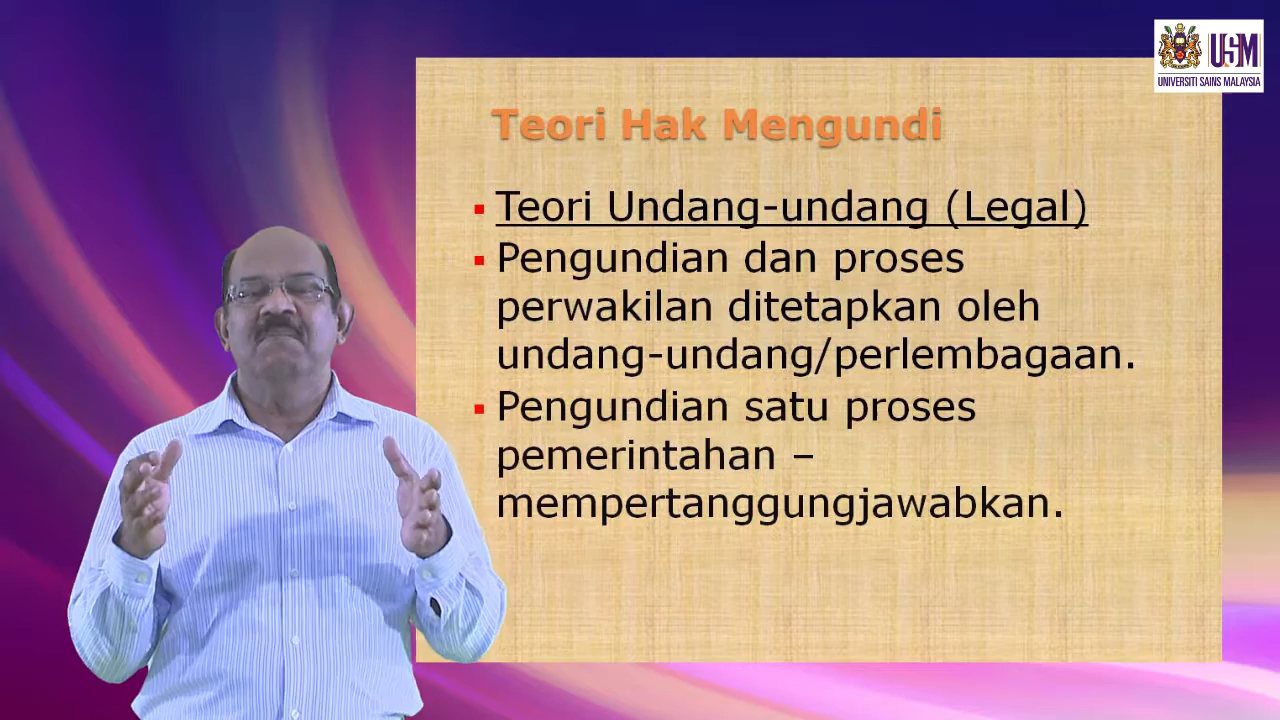 USM
UNIVERSITI SAINS MALAYSIA
Teori Hak Mengundi
Teori Undang-undang (Legal)
Pengundian dan proses
perwakilan ditetapkan oleh
undang-undang/perlembagaan.
Pengundian satu proses
pemerintahan –
mempertanggungjawabkan.